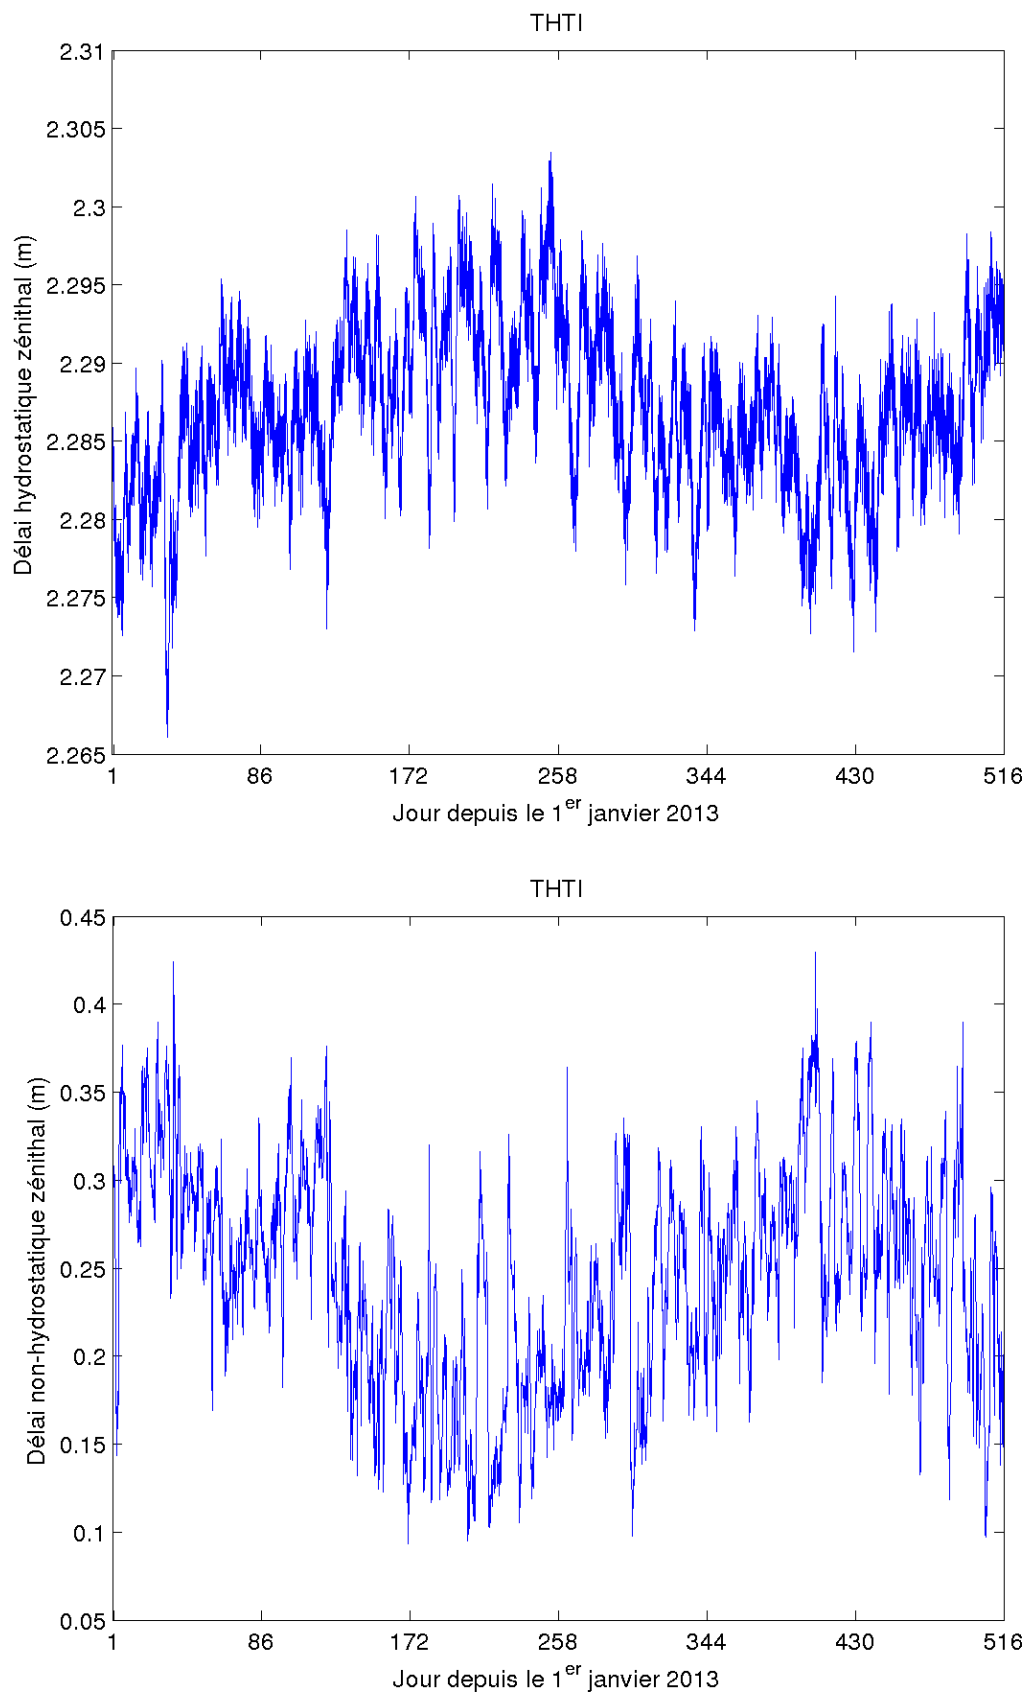 THTI
2.31
2.305
2.3
2.295
2.29
2.285
2.28
2.275
2.27
2.265
Délai hydrostatique zénithal (m)
1 86 172 258 344 430 516
Jour depuis le 1er janvier 2013
THTI
0.45
0.4
0.35
0.3
0.25
0.2
0.15
0.1
0.05
Délai non-hydrostatique zénithal (m)
1 86 172 258 344 430 516
Jour depuis le 1er janvier 2013